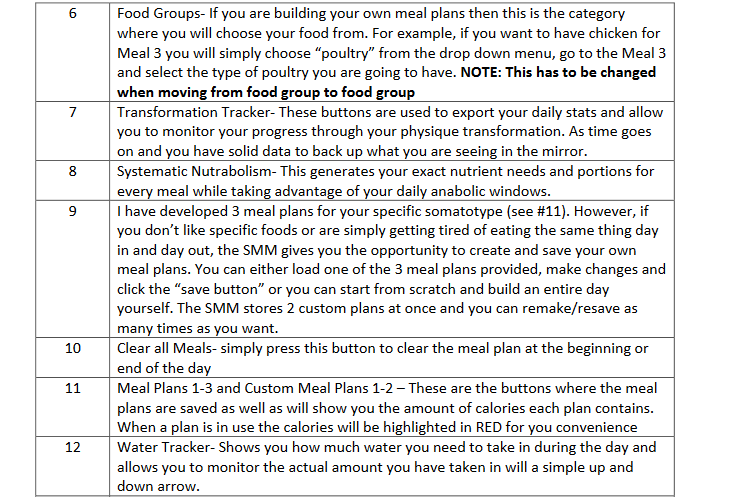 6 Food Groups- If you are building your own meal plans then this is the category
where you will choose your food from. For example, if you want to have chicken for
Meal 3 you will simply choose “poultry” from the drop down menu, go to the Meal 3
and select the type of poultry you are going to have. NOTE: This has to be changed
when moving from food group to food group
7 Transformation Tracker- These buttons are used to export your daily stats and allow
you to monitor your progress through your physique transformation. As time goes
on and you have solid data to back up what you are seeing in the mirror.
8 Systematic Nutrabolism- This generates your exact nutrient needs and portions for
every meal while taking advantage of your daily anabolic windows.
9 I have developed 3 meal plans for your specific somatotype (see #11). However, if
you don’t like specific foods or are simply getting tired of eating the same thing day
in and day out, the SMM gives you the opportunity to create and save your own
meal plans. You can either load one of the 3 meal plans provided, make changes and
click the “save button” or you can start from scratch and build an entire day
yourself. The SMM stores 2 custom plans at once and you can remake/resave as
many times as you want.
10 Clear all Meals- simply press this button to clear the meal plan at the beginning or
end of the day
11 Meal Plans 1-3 and Custom Meal Plans 1-2 – These are the buttons where the meal
plans are saved as well as will show you the amount of calories each plan contains.
When a plan is in use the calories will be highlighted in RED for you convenience
12 Water Tracker- Shows you how much water you need to take in during the day and
allows you to monitor the actual amount you have taken in will a simple up and
down arrow.